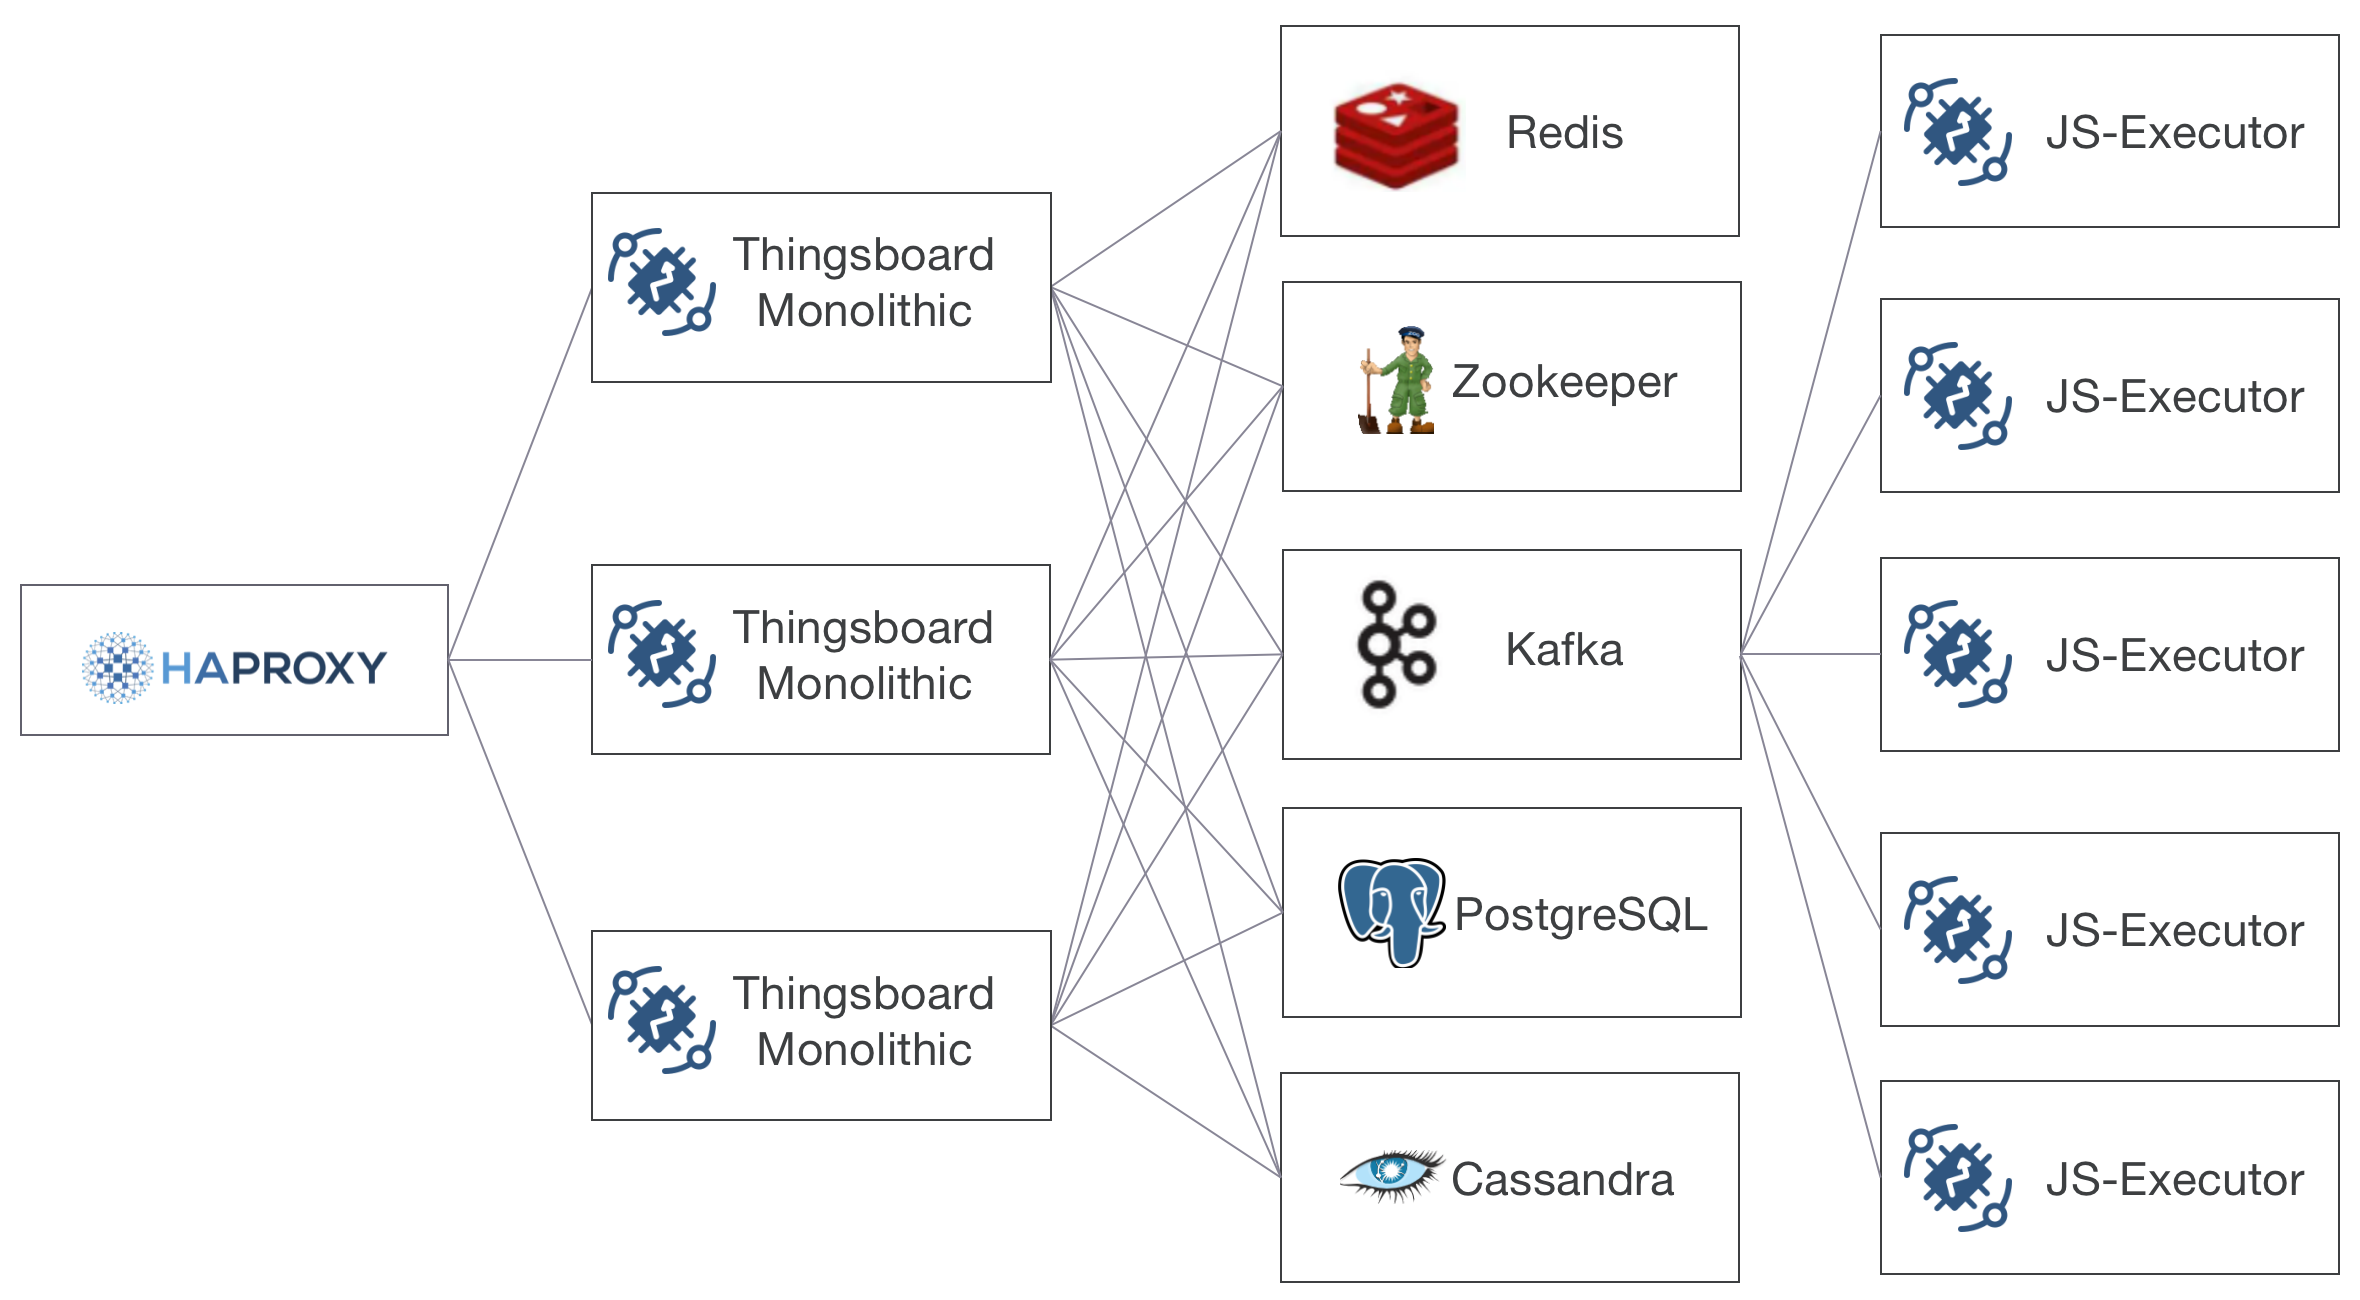 HAPROXY
Thingsboard
Monolithic
Thingsboard
Monolithic
Thingsboard
Monolithic
Redis
Zookeeper
Kafka
PostgreSQL
Cassandra
JS-Executor
JS-Executor
JS-Executor
JS-Executor
JS-Executor